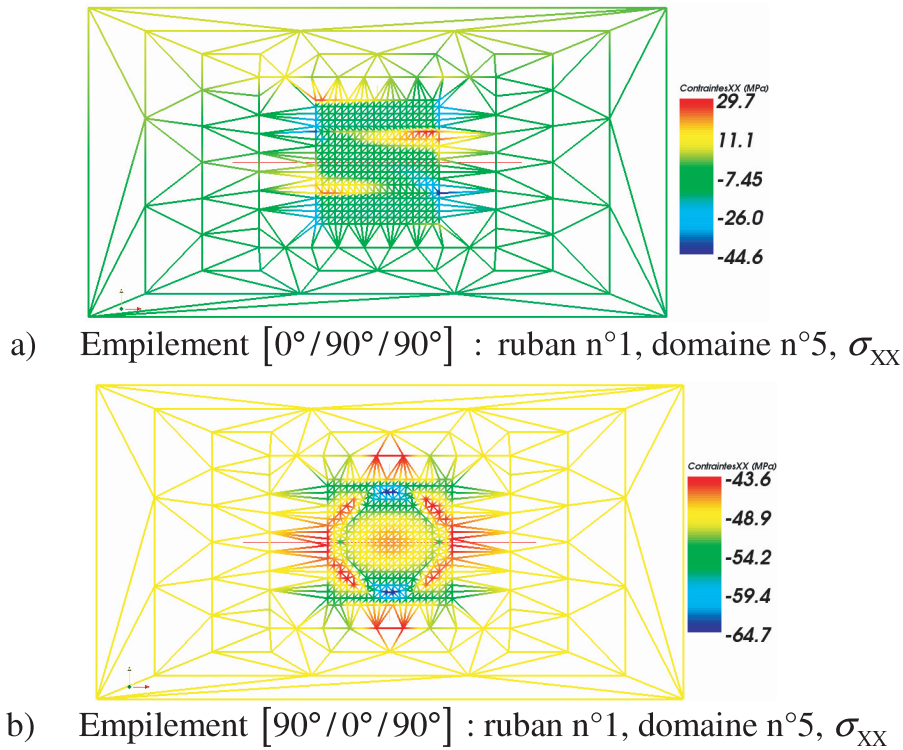 ContraintesXX (MPa)
29.7
11.1
-7.45
-26.0
-44.6
a) Empilement [0°/90°/90°] : ruban n°1, domaine n°5, σXX
ContraintesXX (MPa)
-43.6
-48.9
-54.2
-59.4
-64.7
b) Empilement [90°/0°/90°] : ruban n°1, domaine n°5, σXX